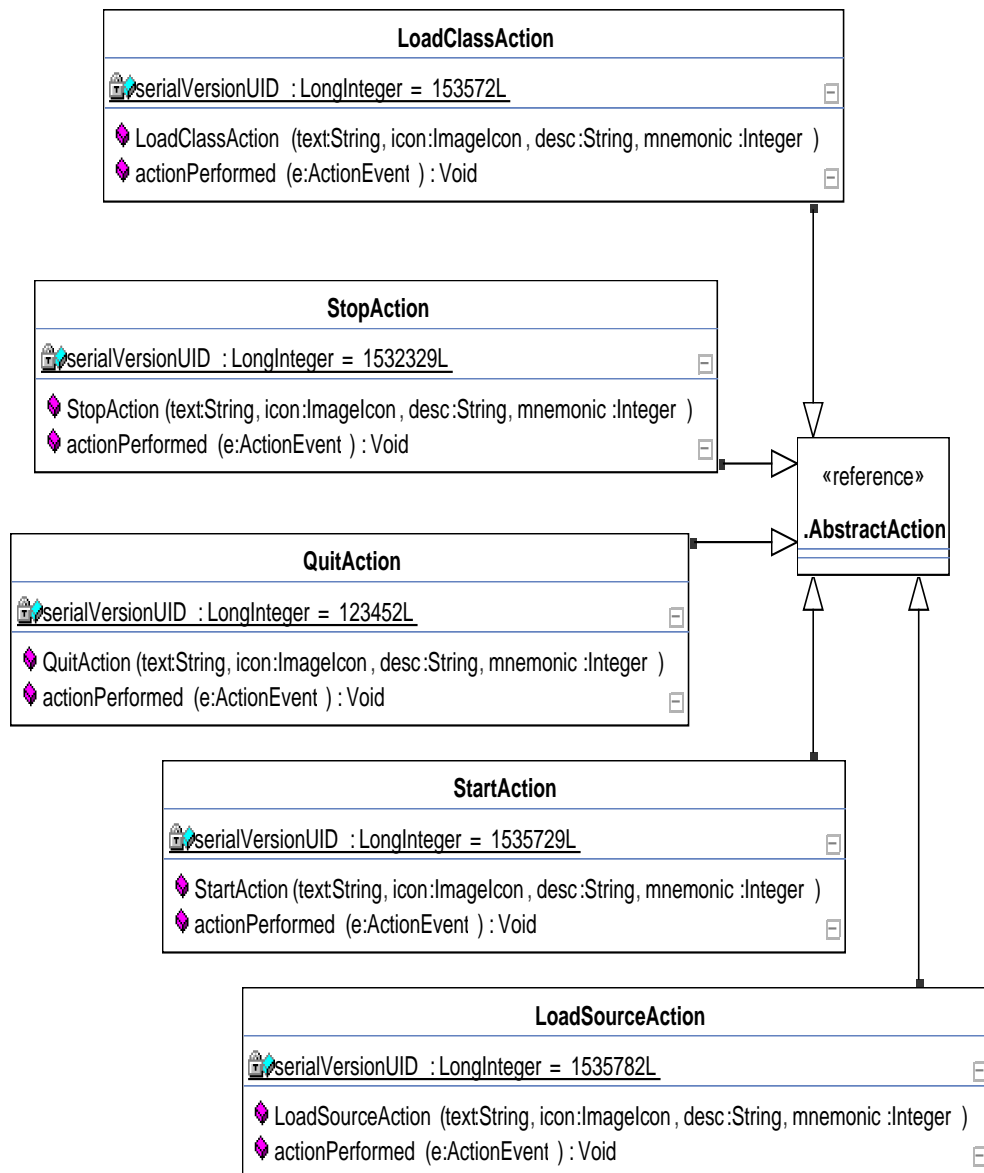 LoadClassAction
serialVersionUID : LongInteger = 153572L
LoadClassAction (text:String, icon:ImageIcon, desc:String, mnemonic :Integer )
actionPerformed (e:ActionEvent ) : Void
StopAction
serialVersionUID : LongInteger = 1532329L
StopAction (text:String, icon:ImageIcon, desc:String, mnemonic :Integer )
actionPerformed (e:ActionEvent ) : Void
«reference»
.AbstractAction
QuitAction
serialVersionUID : LongInteger = 123452L
QuitAction (text:String, icon:ImageIcon, desc:String, mnemonic :Integer )
actionPerformed (e:ActionEvent ) : Void
StartAction
serialVersionUID : LongInteger = 1535729L
StartAction (text:String, icon:ImageIcon, desc:String, mnemonic :Integer )
actionPerformed (e:ActionEvent ) : Void
LoadSourceAction
serialVersionUID : LongInteger = 1535782L
LoadSourceAction (text:String, icon:ImageIcon, desc:String, mnemonic :Integer )
actionPerformed (e:ActionEvent ) : Void